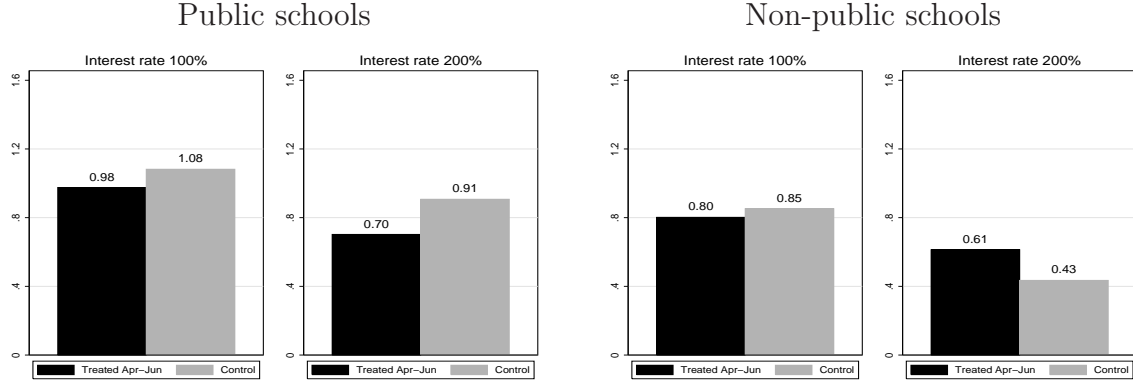 Public schools
Non-public schools
Interest rate 100%
1.6
1.2
.8
.4
0
0.98
1.08
Treated Apr–Jun
Control
Interest rate 200%
1.6
1.2
.8
.4
0
0.70
0.91
Treated Apr–Jun
Control
Interest rate 100%
1.6
1.2
.8
.4
0
0.80
0.85
Treated Apr–Jun
Control
Interest rate 200%
1.6
1.2
.8
.4
0
0.61
0.43
Treated Apr–Jun
Control